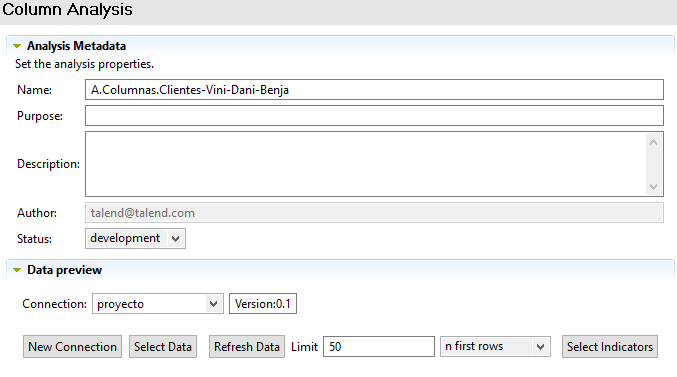 Column Analysis
Analysis Metadata
Set the analysis properties.
Name: A.Columnas.Clientes-Vini-Dani-Benja
Purpose:
Description:
Author: talend@talend.com
Status: development
Data preview
Connection: proyecto Version:0.1
New Connection Select Data Refresh Data Limit 50 n first rows Select Indicators